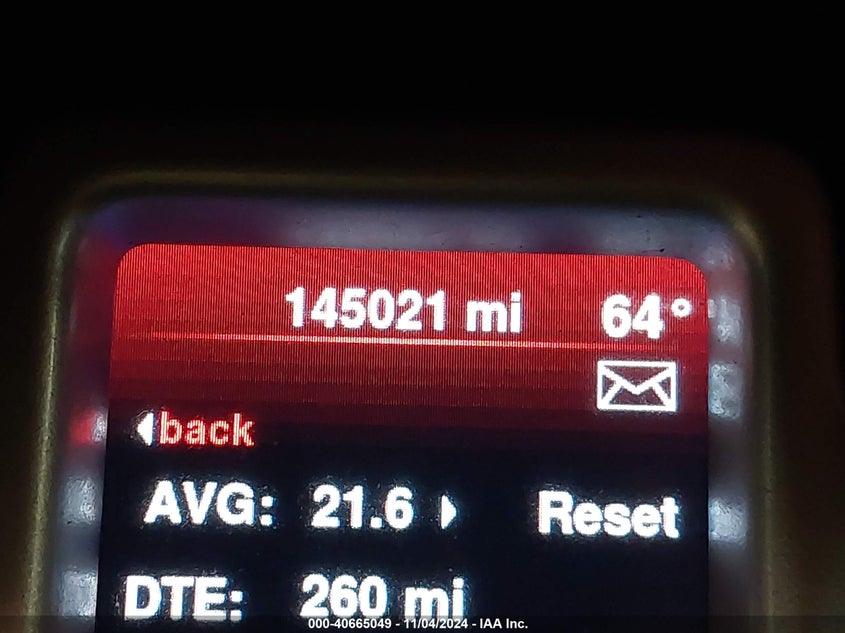 145021 mi 64°
back
AVG: 21.6 Reset
DTE: 260 mi
000-40665049 - 11/04/2024 - IAA Inc.